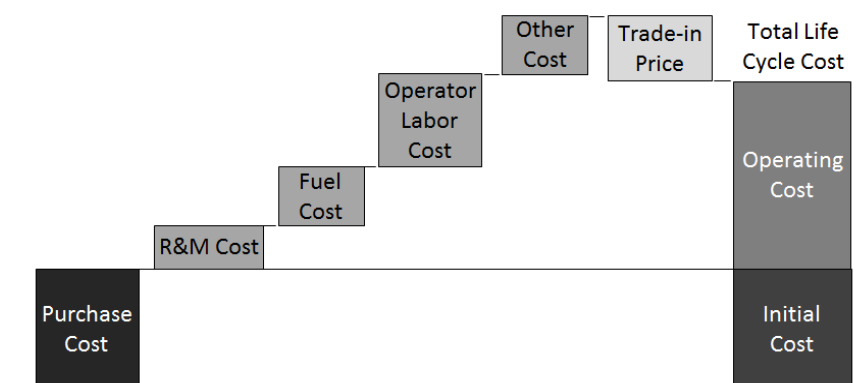 Other
Cost
Trade-in
Price
Total Life
Cycle Cost
Operator
Labor
Cost
Operating
Cost
Fuel
Cost
R&M Cost
Purchase
Cost
Initial
Cost